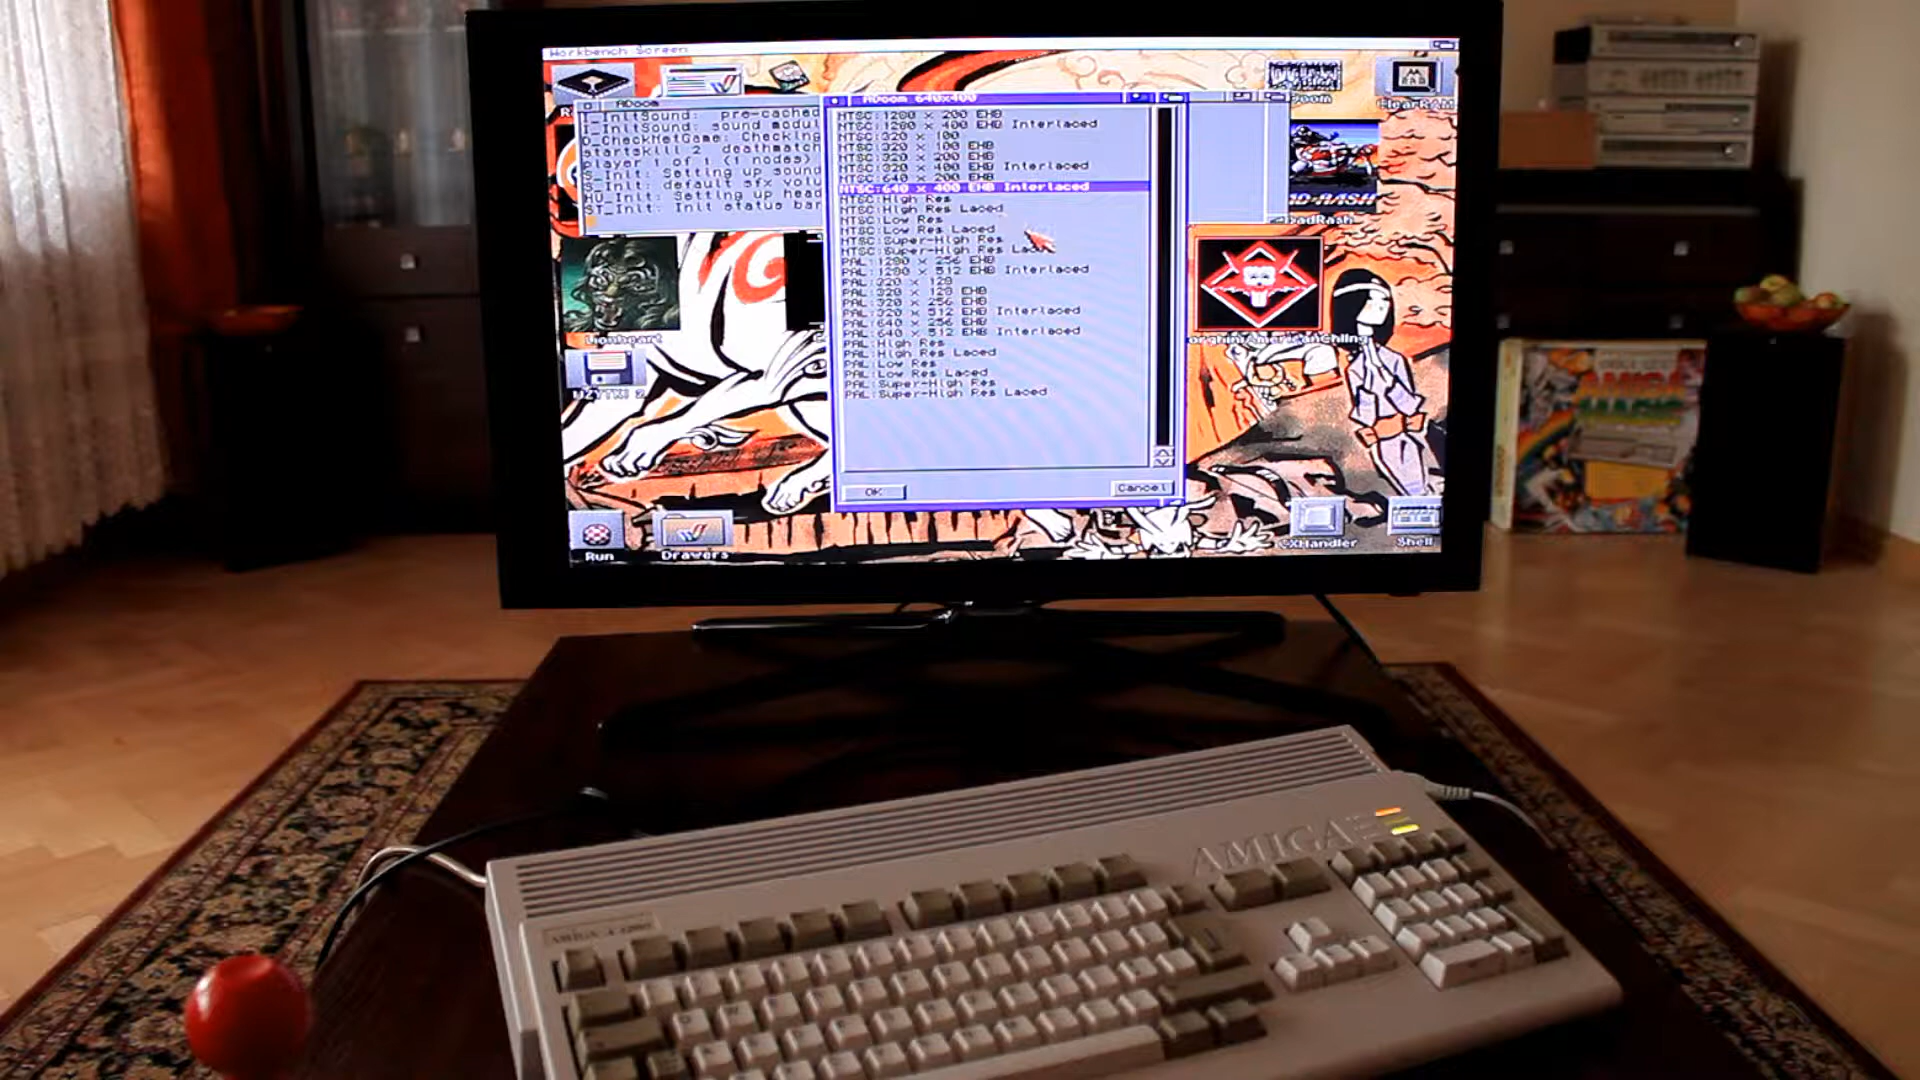 Workbench Screen
ADoom
I_InitSound: pre-cached
I_InitSound: sound modul
D_CheckNetGame: Checking
startskill 2 deathmatch
player 1 of 1 (1 nodes)
S_Init: Setting up sound
S_Init: default sfx volu
HU_Init: Setting up head
ST_Init: Init status bar
ADoom 640x400
NTSC:1280 x 200 EHB
NTSC:1280 x 400 EHB Interlaced
NTSC:320 x 100
NTSC:320 x 100 EHB
NTSC:320 x 200 EHB
NTSC:320 x 400 EHB Interlaced
NTSC:640 x 200 EHB
NTSC:640 x 400 EHB Interlaced
NTSC:High Res
NTSC:High Res Laced
NTSC:Low Res
NTSC:Low Res Laced
NTSC:Super-High Res
NTSC:Super-High Res Laced
PAL:1280 x 256 EHB
PAL:1280 x 512 EHB Interlaced
PAL:320 x 128
PAL:320 x 128 EHB
PAL:320 x 256 EHB
PAL:320 x 512 EHB Interlaced
PAL:640 x 256 EHB
PAL:640 x 512 EHB Interlaced
PAL:High Res
PAL:High Res Laced
PAL:Low Res
PAL:Low Res Laced
PAL:Super-High Res
PAL:Super-High Res Laced
OK
Cancel
ClearRAM
Lionheart
UŻYTKI 2
Run
Drawers
CXHandler
Shell
AMIGA
MAGIC
AMIGA
AMIGA A1200